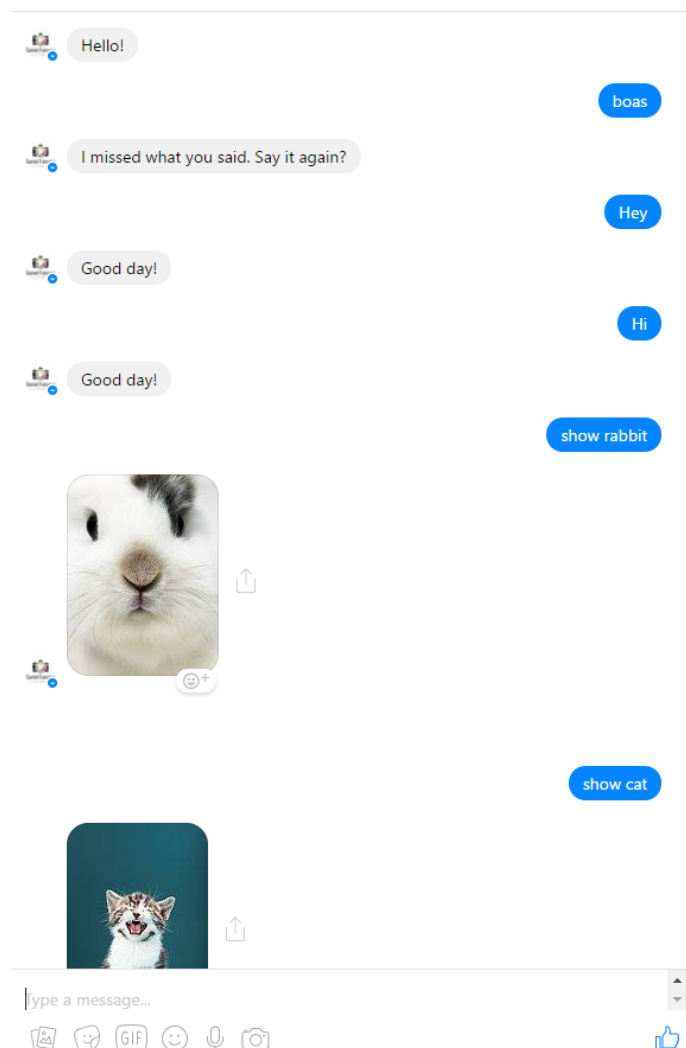 Hello!
boas
I missed what you said. Say it again?
Hey
Good day!
Hi
Good day!
show rabbit
show cat
Type a message...
GIF